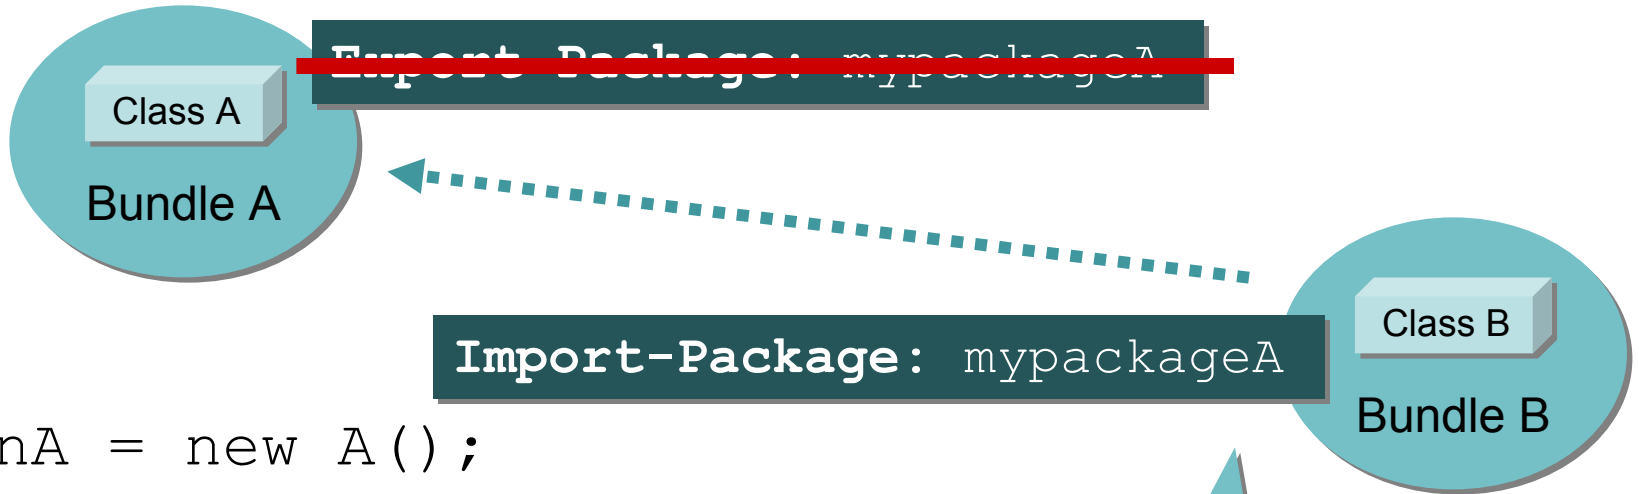 Export-Package: mypackageA
Class A
Bundle A
Class B
Import-Package: mypackageA
Bundle B
nA = new A();